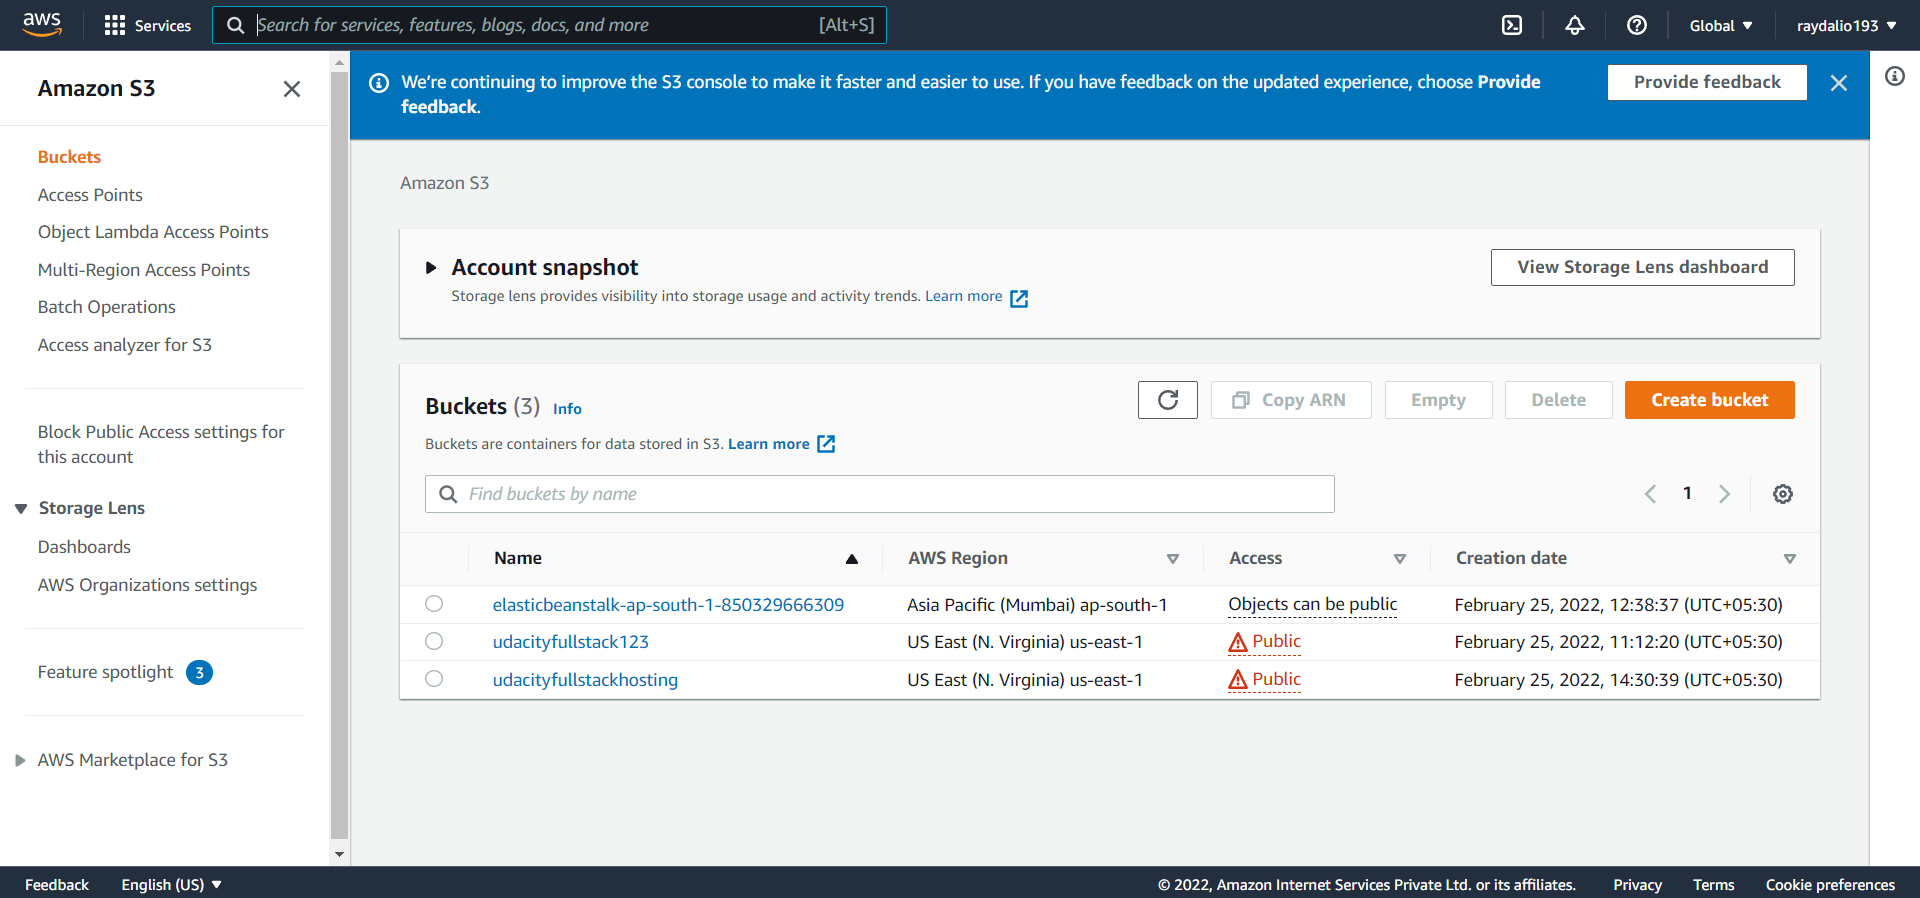 aws
Services
Search for services, features, blogs, docs, and more
[Alt+S]
Global
raydalio193
Amazon S3
Buckets
Access Points
Object Lambda Access Points
Multi-Region Access Points
Batch Operations
Access analyzer for S3
Block Public Access settings for
this account
Storage Lens
Dashboards
AWS Organizations settings
Feature spotlight 3
AWS Marketplace for S3
We’re continuing to improve the S3 console to make it faster and easier to use. If you have feedback on the updated experience, choose Provide
feedback.
Provide feedback
Amazon S3
Account snapshot
Storage lens provides visibility into storage usage and activity trends. Learn more
View Storage Lens dashboard
Buckets (3) Info
Copy ARN
Empty
Delete
Create bucket
Buckets are containers for data stored in S3. Learn more
Find buckets by name
1
Name AWS Region Access Creation date
elasticbeanstalk-ap-south-1-850329666309 Asia Pacific (Mumbai) ap-south-1 Objects can be public February 25, 2022, 12:38:37 (UTC+05:30)
udacityfullstack123 US East (N. Virginia) us-east-1 Public February 25, 2022, 11:12:20 (UTC+05:30)
udacityfullstackhosting US East (N. Virginia) us-east-1 Public February 25, 2022, 14:30:39 (UTC+05:30)
Feedback
English (US)
© 2022, Amazon Internet Services Private Ltd. or its affiliates.
Privacy
Terms
Cookie preferences